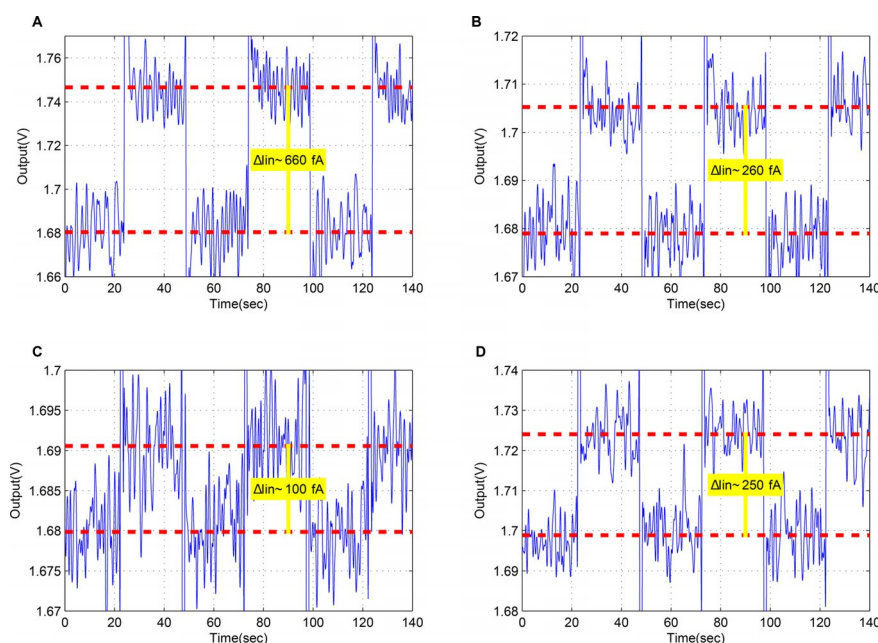 A
Output(V)
1.76
1.74
1.72
1.7
1.68
1.66
ΔIin~ 660 fA
0 20 40 60 80 100 120 140
Time(sec)
B
Output(V)
1.72
1.71
1.7
1.69
1.68
1.67
ΔIin~ 260 fA
0 20 40 60 80 100 120 140
Time(sec)
C
Output(V)
1.7
1.695
1.69
1.685
1.68
1.675
1.67
ΔIin~ 100 fA
0 20 40 60 80 100 120 140
Time(sec)
D
Output(V)
1.74
1.73
1.72
1.71
1.7
1.69
1.68
ΔIin~ 250 fA
0 20 40 60 80 100 120 140
Time(sec)